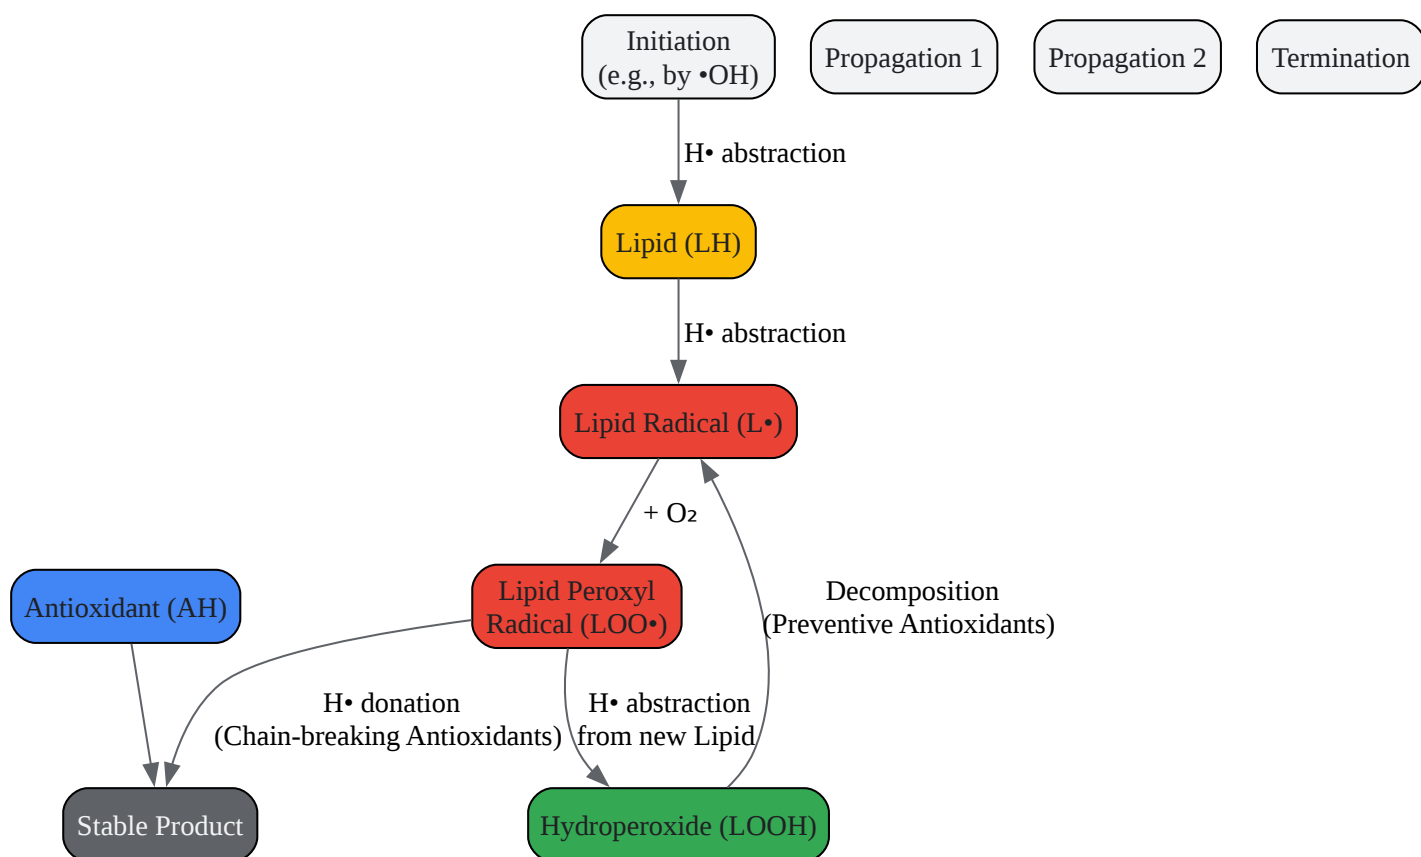 Initiation
(e.g., by •OH)
Propagation 1
Propagation 2
Termination
H• abstraction
Lipid (LH)
H• abstraction
Lipid Radical (L•)
+ O₂
Antioxidant (AH)
Lipid Peroxyl
Radical (LOO•)
Decomposition
(Preventive Antioxidants)
H• donation
(Chain-breaking Antioxidants)
H• abstraction
from new Lipid
Stable Product
Hydroperoxide (LOOH)